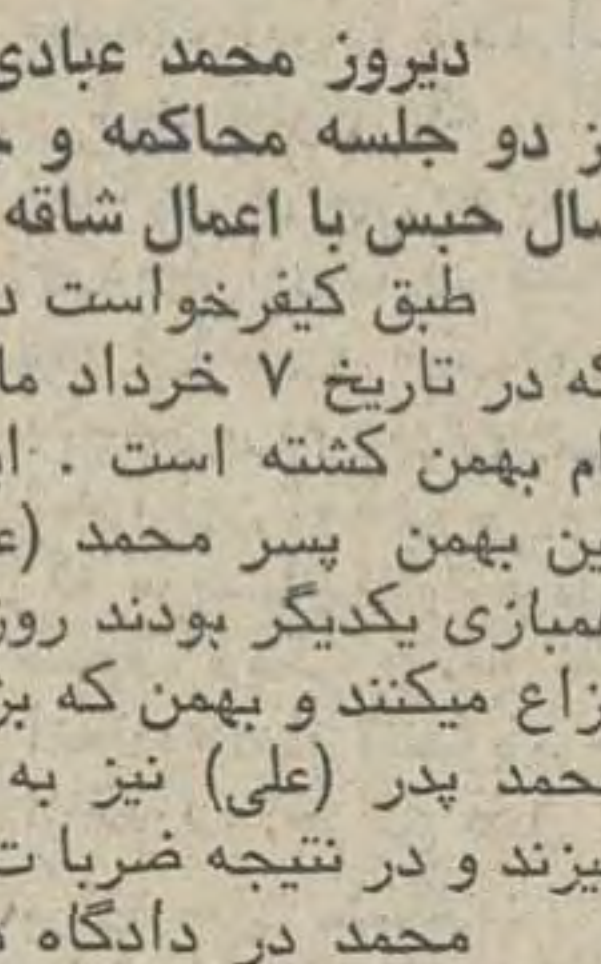 دیروز محمد عبادی
ز دو جلسه محاکمه و
سال حبس با اعمال شاقه
طبق کیفرخواست
که در تاریخ ۷ خرداد ما
ام بهمن کشته است .
ین بهمن پسر محمد (
همبازی یکدیگر بودند روز
زاع میکنند و بهمن که
محمد پدر (علی) نیز به
یزند و در نتیجه ضربا ت
محمد در دادگاه